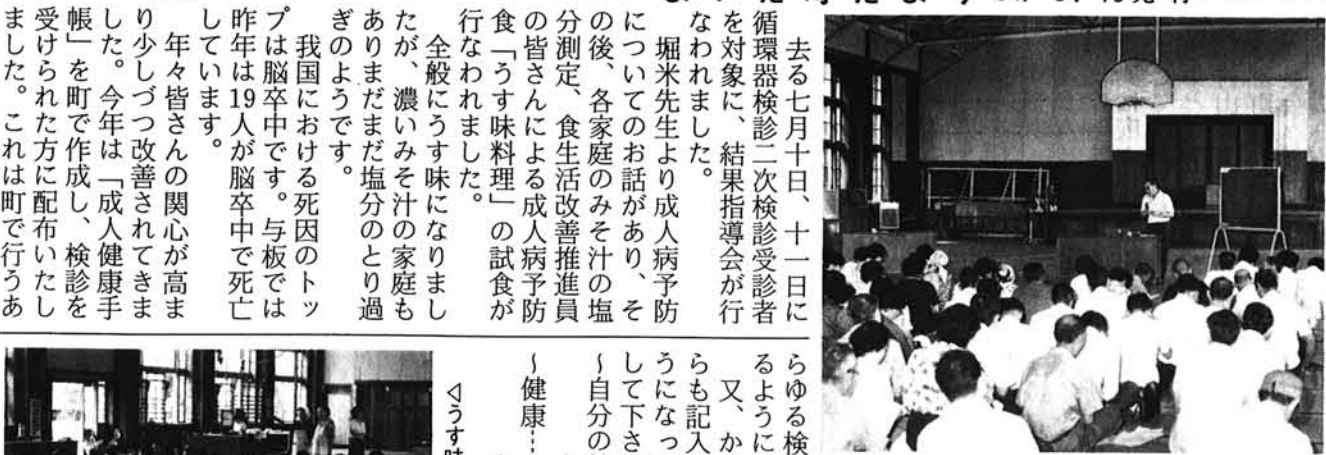 去る七月十日、十一日に
循環器検診二次検診受診者
を対象に、結果指導会が行
なわれました。
堀米先生より成人病予防
についてのお話があり、そ
の後、各家庭のみそ汁の塩
分測定、食生活改善推進員
の皆さんによる成人病予防
食「うす味料理」の試食が
行なわれました。
全般にうす味になりまし
たが、濃いみそ汁の家庭も
ありまだまだ塩分のとり過
ぎのようです。
我国における死因のトッ
プは脳卒中です。与板では
昨年は19人が脳卒中で死亡
しています。
年々皆さんの関心が高ま
り少しづつ改善されてきま
した。今年は「成人健康手
帳」を町で作成し、検診を
受けられた方に配布いたし
ました。これは町で行うあ
らゆる検
るように
又、か
らも記入
うになっ
して下さ
～自分の
～健康…
◁うす味